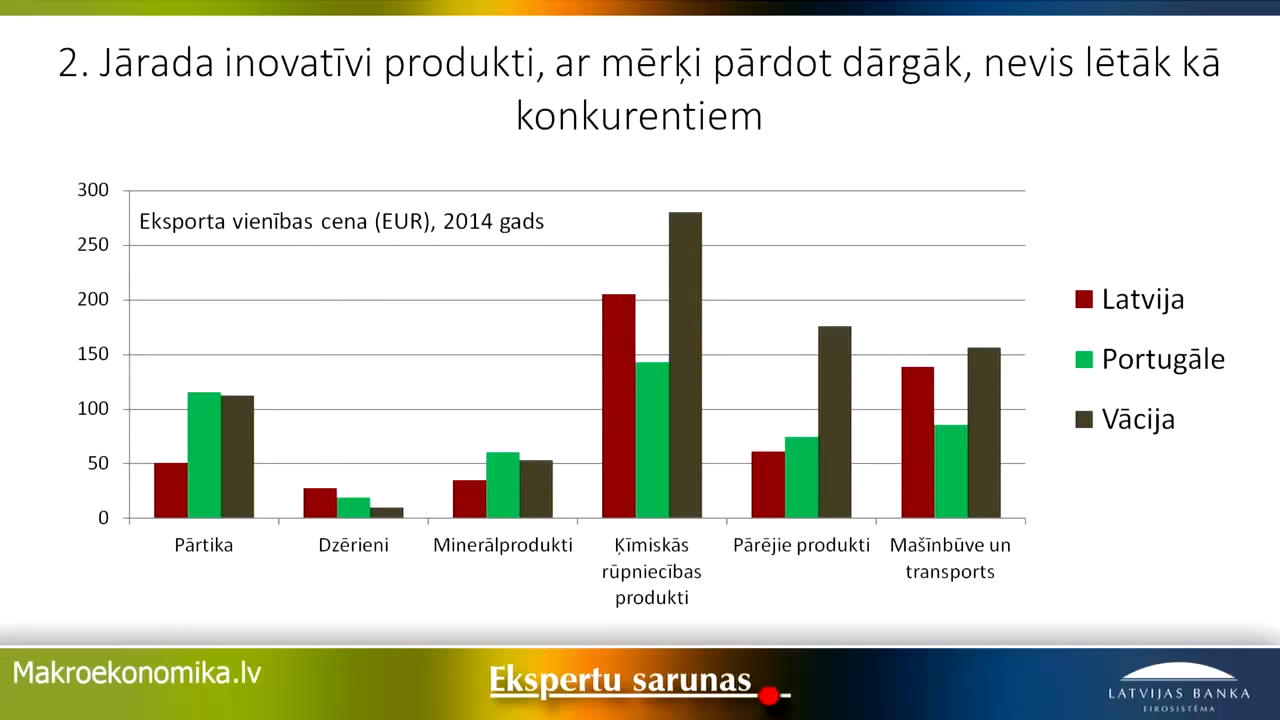 2. Jārada inovatīvi produkti, ar mērķi pārdot dārgāk, nevis lētāk kā
konkurentiem
300
Eksporta vienības cena (EUR), 2014 gads
250
200
150
100
50
0
Latvija
Portugāle
Vācija
Pārtika
Dzērieni
Minerālprodukti
Ķīmiskās
rūpniecības
produkti
Pārējie produkti
Mašīnbūve un
transports
Makroekonomika.lv
Ekspertu sarunas
LATVIJAS BANKA
EIROSISTĒMA